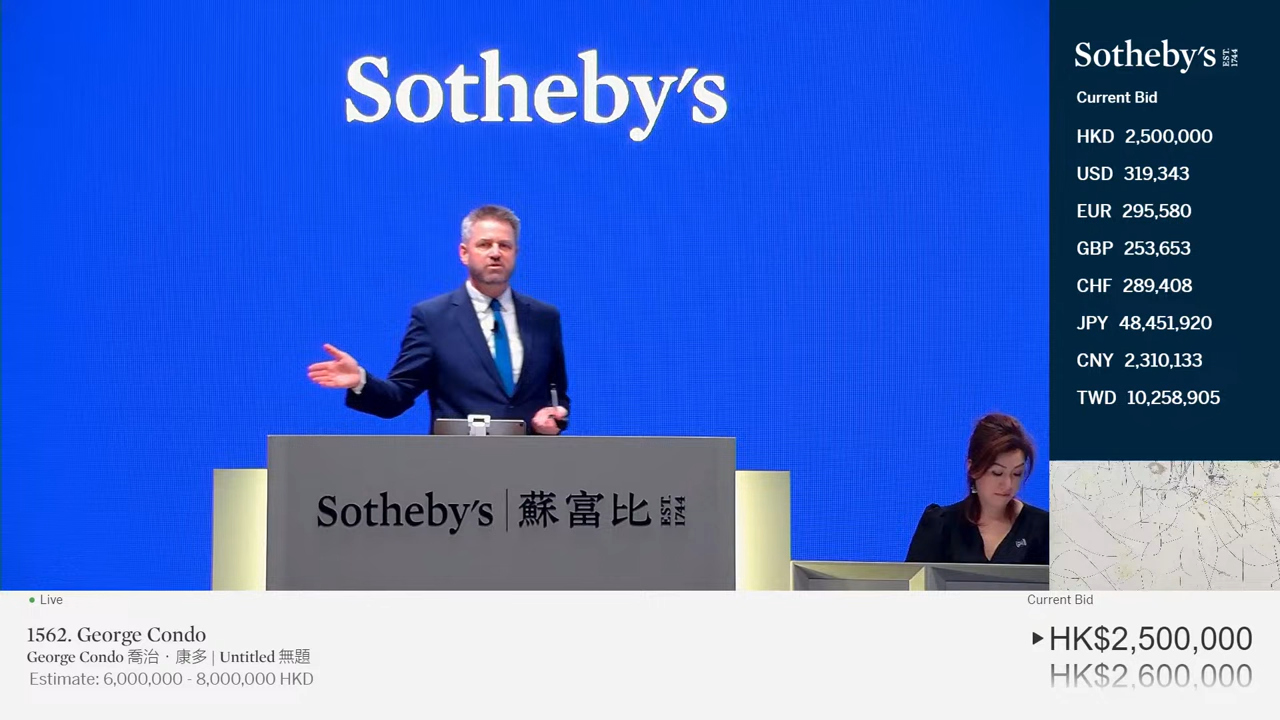 Sotheby's
Sotheby's | 蘇富比 EST. 1744
Sotheby's EST. 1744
Current Bid
HKD 2,500,000
USD 319,343
EUR 295,580
GBP 253,653
CHF 289,408
JPY 48,451,920
CNY 2,310,133
TWD 10,258,905
• Live
1562. George Condo
George Condo 喬治・康多 | Untitled 無題
Estimate: 6,000,000 - 8,000,000 HKD
Current Bid
HK$2,500,000
HK$2,600,000